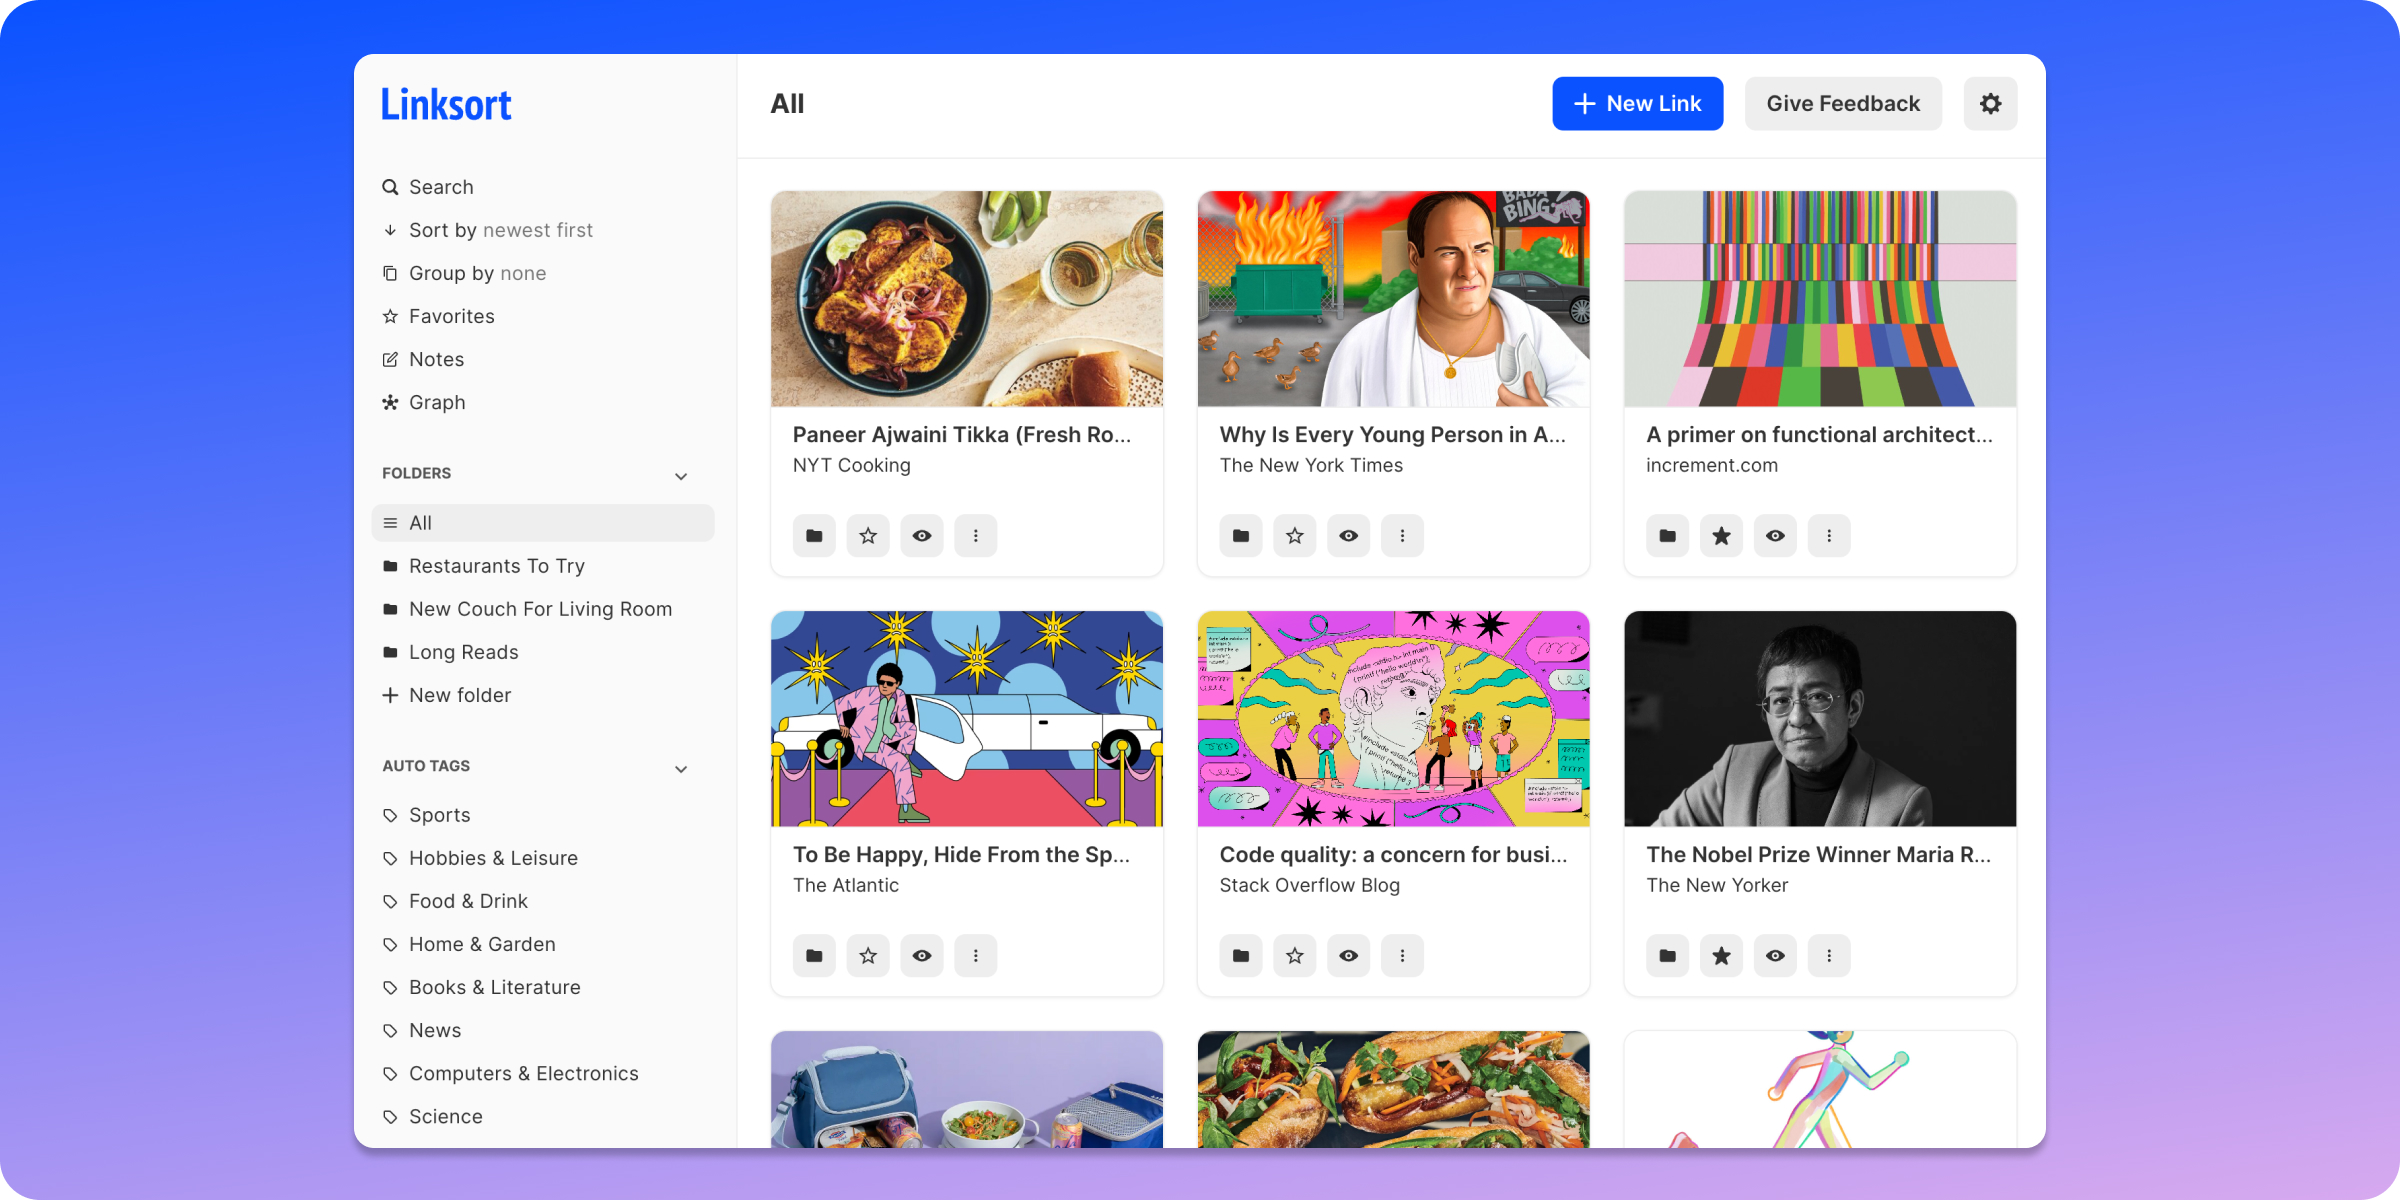 Linksort
Search
Sort by newest first
Group by none
Favorites
Notes
Graph
FOLDERS
All
Restaurants To Try
New Couch For Living Room
Long Reads
New folder
AUTO TAGS
Sports
Hobbies & Leisure
Food & Drink
Home & Garden
Books & Literature
News
Computers & Electronics
Science
All
New Link
Give Feedback
BADA
BING
Paneer Ajwaini Tikka (Fresh Ro...
NYT Cooking
Why Is Every Young Person in A...
The New York Times
A primer on functional architect...
increment.com
To Be Happy, Hide From the Sp...
The Atlantic
Code quality: a concern for busi...
Stack Overflow Blog
The Nobel Prize Winner Maria R...
The New Yorker